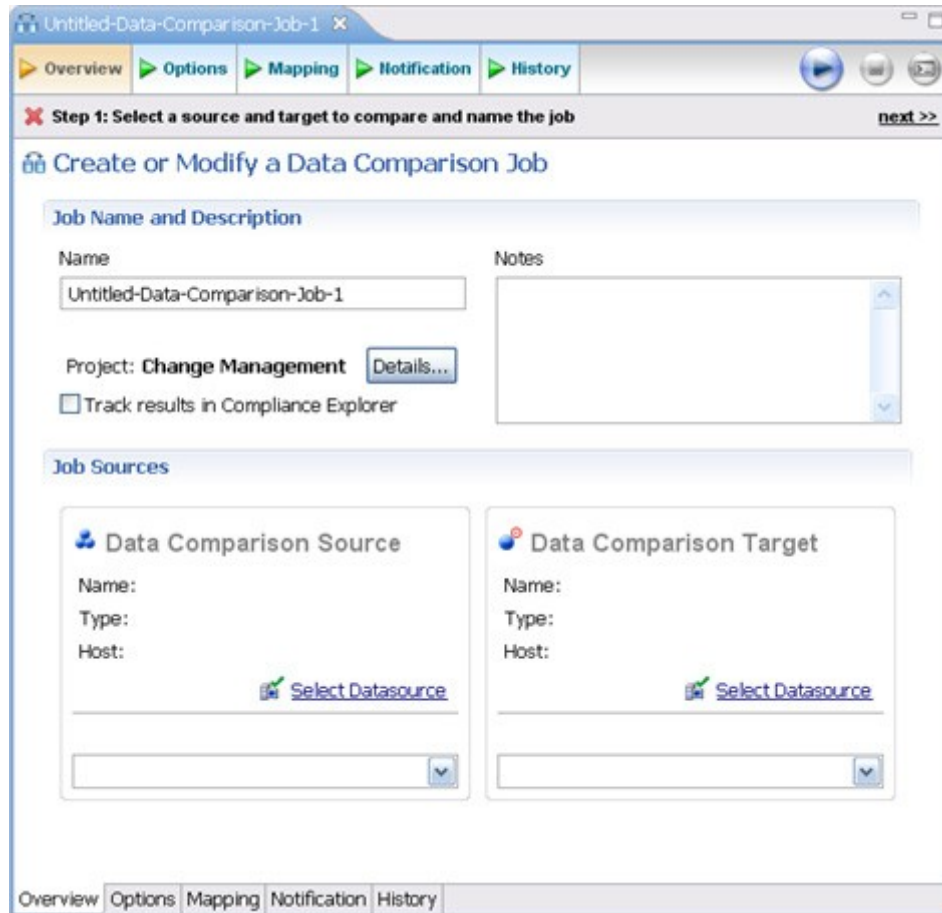 Untitled-Data-Comparison-Job-1
Overview Options Mapping Notification History
Step 1: Select a source and target to compare and name the job next >>
Create or Modify a Data Comparison Job
Job Name and Description
Name Notes
Untitled-Data-Comparison-Job-1
Project: Change Management Details...
Track results in Compliance Explorer
Job Sources
Data Comparison Source Data Comparison Target
Name: Name:
Type: Type:
Host: Host:
Select Datasource Select Datasource
Overview Options Mapping Notification History